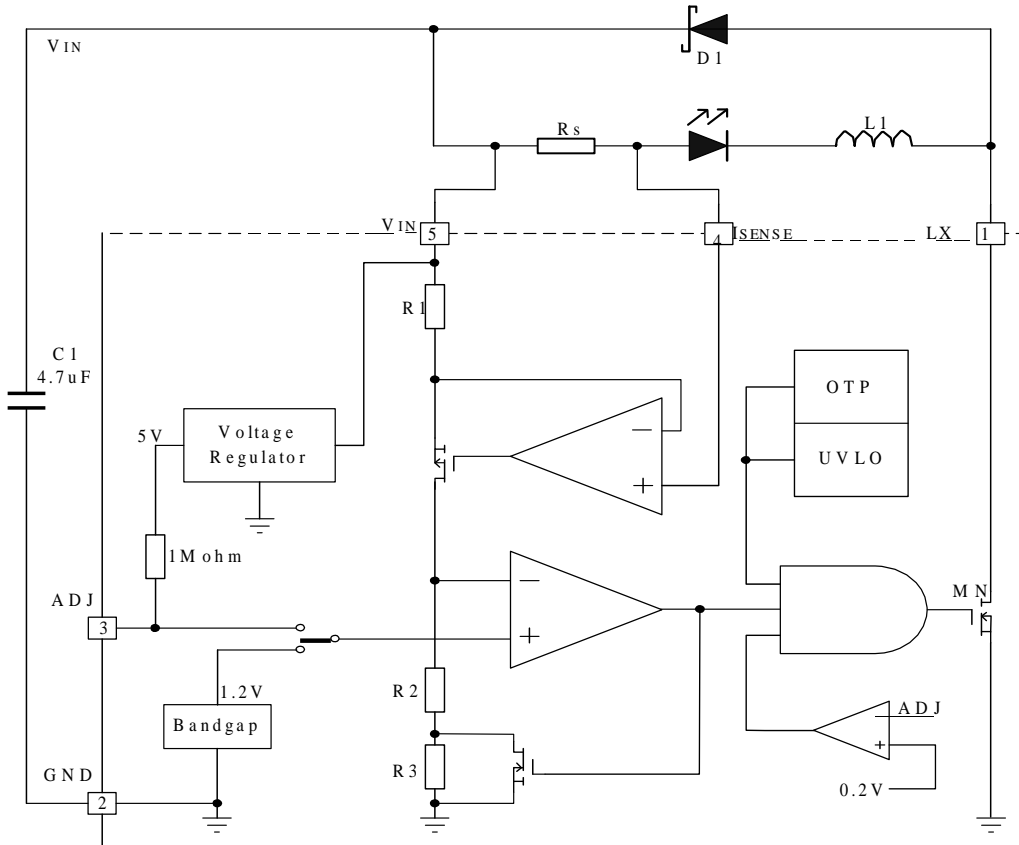 VIN
D1
Rs
L1
VIN
5
4
ISENSE
LX
1
R1
C1
4.7uF
OTP
5V
Voltage
Regulator
UVLO
1Mohm
MN
ADJ
3
R2
1.2V
Bandgap
ADJ
R3
GND
2
0.2V